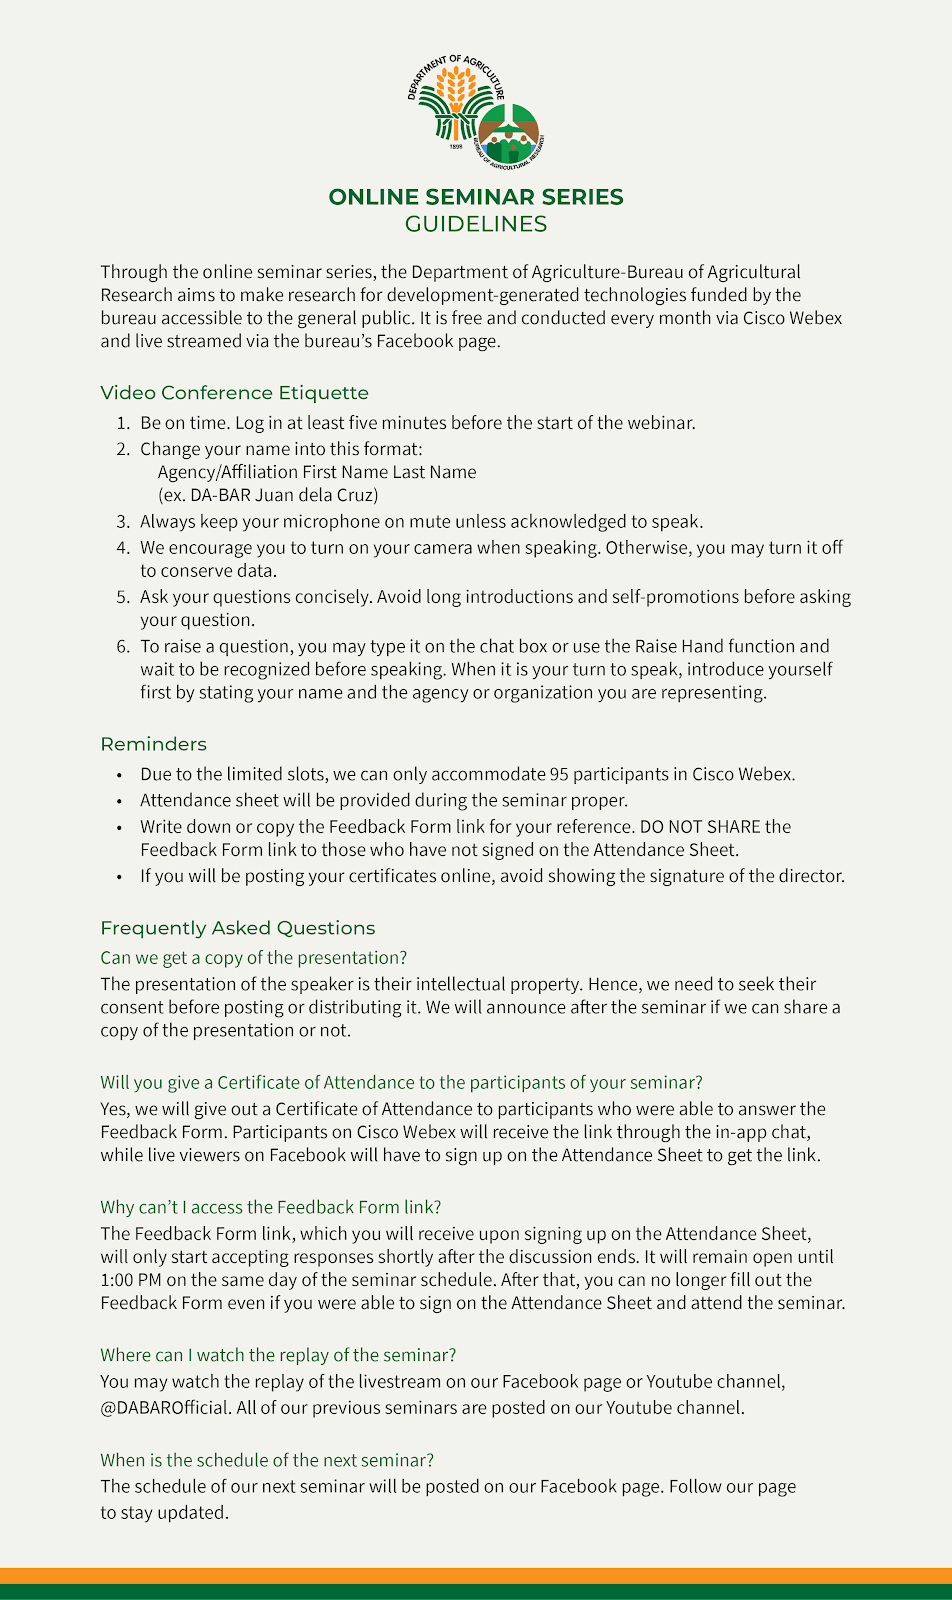 DEPARTMENT OF AGRICULTURE
1898
BUREAU OF AGRICULTURAL RESEARCH
ONLINE SEMINAR SERIES
GUIDELINES
Through the online seminar series, the Department of Agriculture-Bureau of Agricultural
Research aims to make research for development-generated technologies funded by the
bureau accessible to the general public. It is free and conducted every month via Cisco Webex
and live streamed via the bureau’s Facebook page.
Video Conference Etiquette
1. Be on time. Log in at least five minutes before the start of the webinar.
2. Change your name into this format:
Agency/Affiliation First Name Last Name
(ex. DA-BAR Juan dela Cruz)
3. Always keep your microphone on mute unless acknowledged to speak.
4. We encourage you to turn on your camera when speaking. Otherwise, you may turn it off
to conserve data.
5. Ask your questions concisely. Avoid long introductions and self-promotions before asking
your question.
6. To raise a question, you may type it on the chat box or use the Raise Hand function and
wait to be recognized before speaking. When it is your turn to speak, introduce yourself
first by stating your name and the agency or organization you are representing.
Reminders
• Due to the limited slots, we can only accommodate 95 participants in Cisco Webex.
• Attendance sheet will be provided during the seminar proper.
• Write down or copy the Feedback Form link for your reference. DO NOT SHARE the
Feedback Form link to those who have not signed on the Attendance Sheet.
• If you will be posting your certificates online, avoid showing the signature of the director.
Frequently Asked Questions
Can we get a copy of the presentation?
The presentation of the speaker is their intellectual property. Hence, we need to seek their
consent before posting or distributing it. We will announce after the seminar if we can share a
copy of the presentation or not.
Will you give a Certificate of Attendance to the participants of your seminar?
Yes, we will give out a Certificate of Attendance to participants who were able to answer the
Feedback Form. Participants on Cisco Webex will receive the link through the in-app chat,
while live viewers on Facebook will have to sign up on the Attendance Sheet to get the link.
Why can’t I access the Feedback Form link?
The Feedback Form link, which you will receive upon signing up on the Attendance Sheet,
will only start accepting responses shortly after the discussion ends. It will remain open until
1:00 PM on the same day of the seminar schedule. After that, you can no longer fill out the
Feedback Form even if you were able to sign on the Attendance Sheet and attend the seminar.
Where can I watch the replay of the seminar?
You may watch the replay of the livestream on our Facebook page or Youtube channel,
@DABAROfficial. All of our previous seminars are posted on our Youtube channel.
When is the schedule of the next seminar?
The schedule of our next seminar will be posted on our Facebook page. Follow our page
to stay updated.